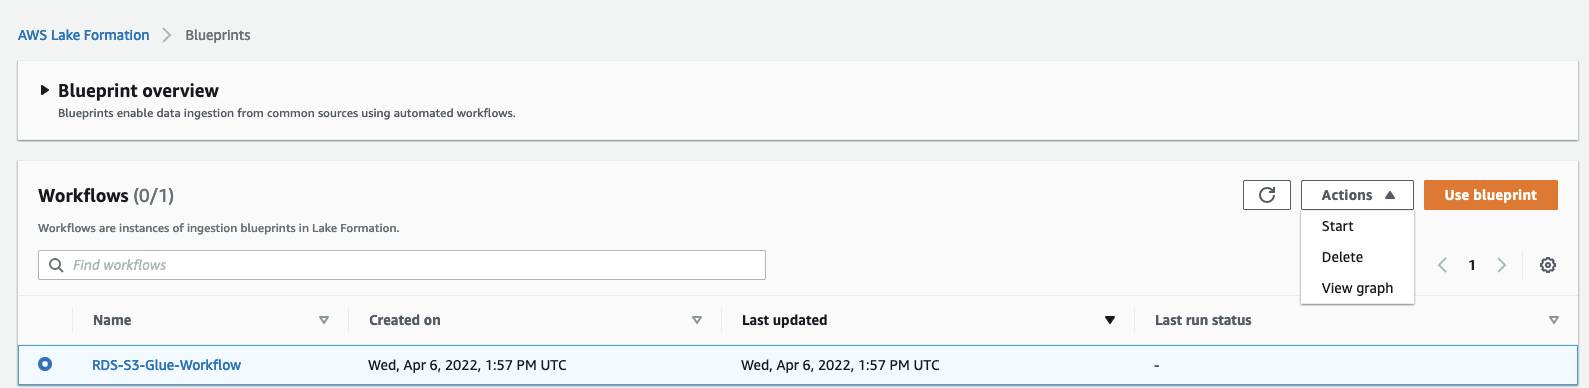 AWS Lake Formation > Blueprints
Blueprint overview
Blueprints enable data ingestion from common sources using automated workflows.
Workflows (0/1)
Actions
Use blueprint
Workflows are instances of ingestion blueprints in Lake Formation.
Start
Delete
View graph
Find workflows
1
Name Created on Last updated Last run status
RDS-S3-Glue-Workflow Wed, Apr 6, 2022, 1:57 PM UTC Wed, Apr 6, 2022, 1:57 PM UTC -